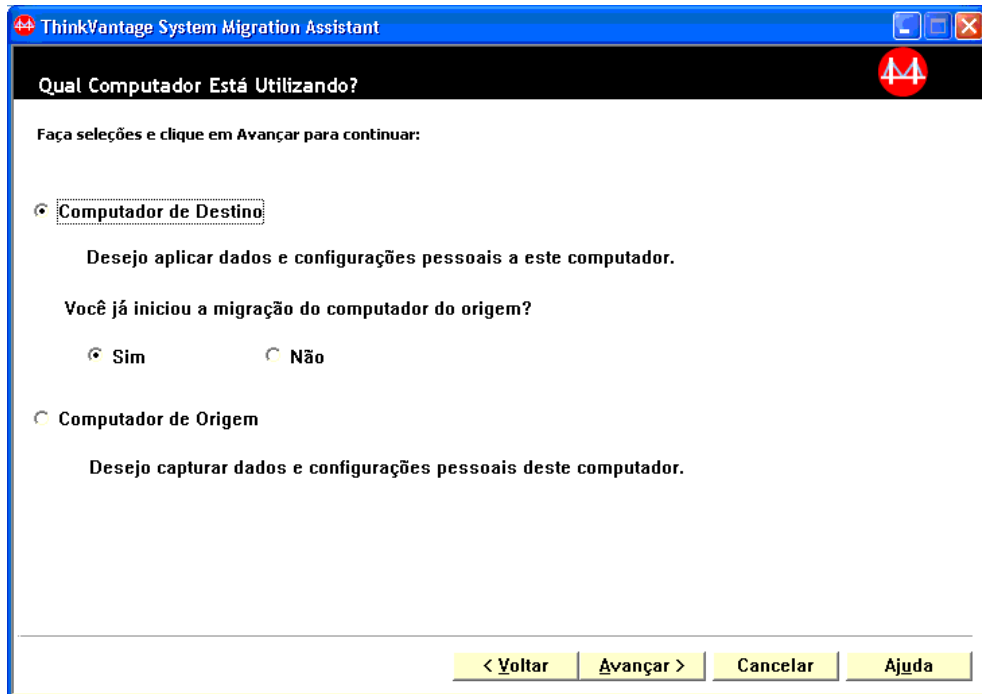 ThinkVantage System Migration Assistant
Qual Computador Está Utilizando?
Faça seleções e clique em Avançar para continuar:
Computador de Destino
Desejo aplicar dados e configurações pessoais a este computador.
Você já iniciou a migração do computador do origem?
Sim Não
Computador de Origem
Desejo capturar dados e configurações pessoais deste computador.
< Voltar Avançar > Cancelar Ajuda